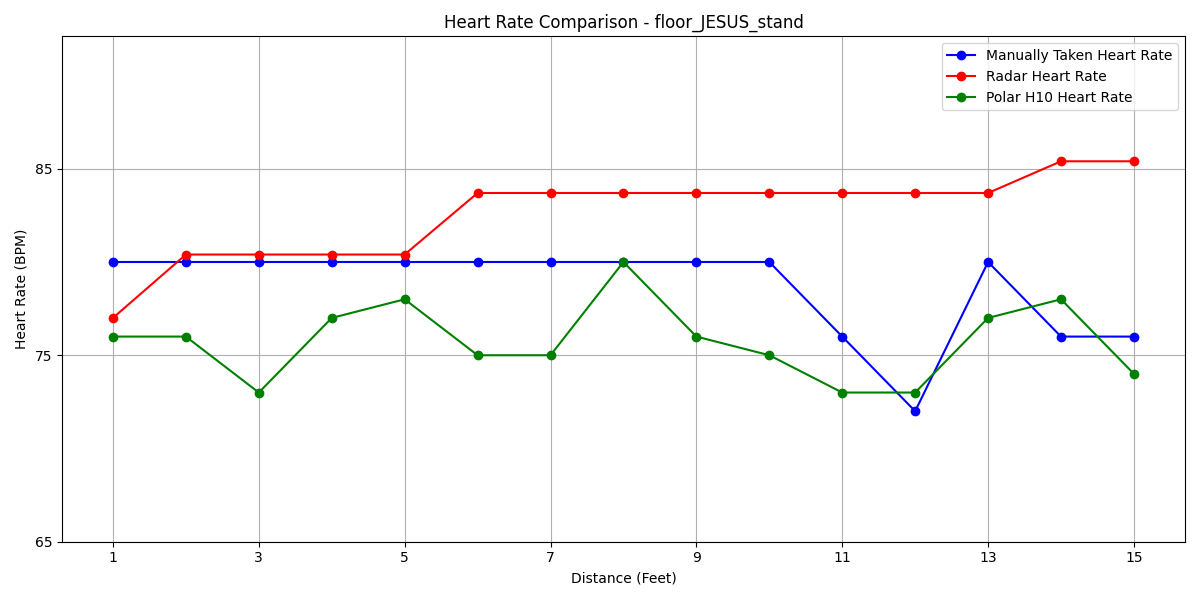 Heart Rate Comparison - floor_JESUS_stand
Manually Taken Heart Rate
Radar Heart Rate
Polar H10 Heart Rate
Heart Rate (BPM)
85
75
65
1 3 5 7 9 11 13 15
Distance (Feet)